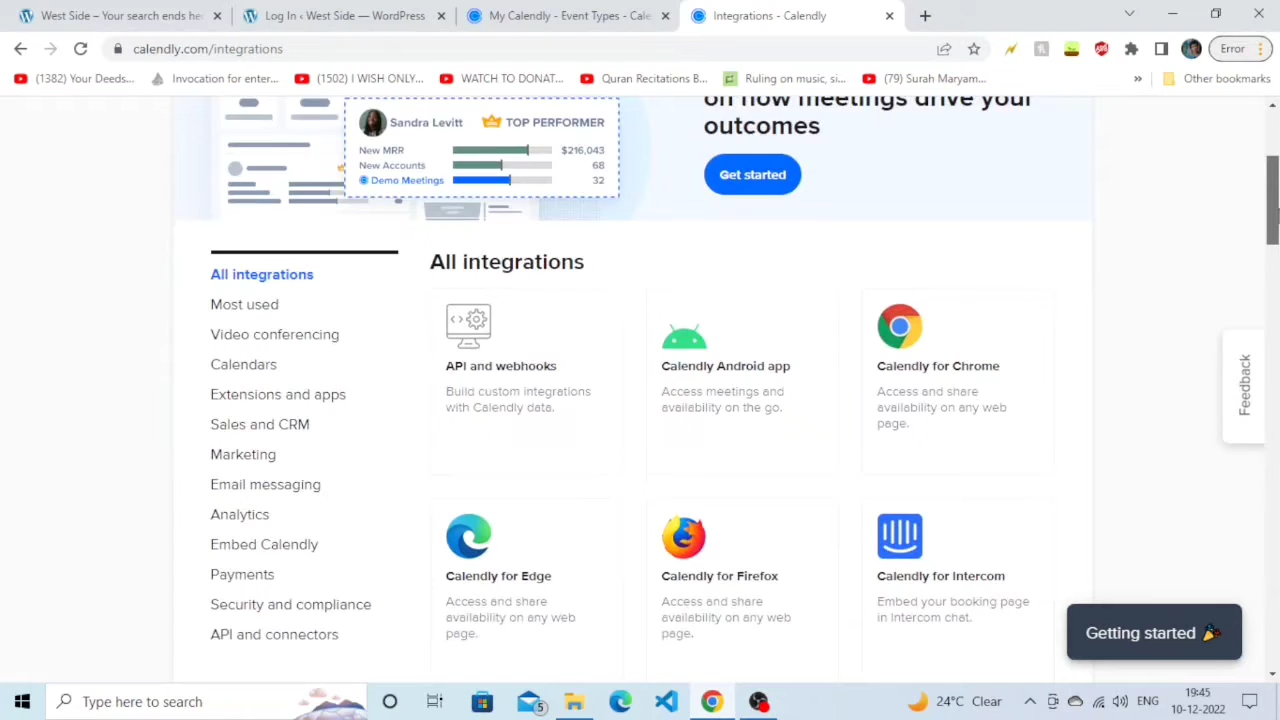 West Side – Your search ends her
Log In ‹ West Side — WordPress
My Calendly - Event Types - Cale
Integrations - Calendly
calendly.com/integrations
Error
(1382) Your Deeds...
Invocation for enter...
(1502) I WISH ONLY...
WATCH TO DONAT...
Quran Recitations B...
Ruling on music, si...
(79) Surah Maryam...
»
Other bookmarks
on how meetings drive your
outcomes
Get started
Sandra Levitt
TOP PERFORMER
New MRR
$216,043
New Accounts
68
Demo Meetings
32
All integrations
Most used
Video conferencing
Calendars
Extensions and apps
Sales and CRM
Marketing
Email messaging
Analytics
Embed Calendly
Payments
Security and compliance
API and connectors
All integrations
API and webhooks
Build custom integrations
with Calendly data.
Calendly Android app
Access meetings and
availability on the go.
Calendly for Chrome
Access and share
availability on any web
page.
Calendly for Edge
Access and share
availability on any web
page.
Calendly for Firefox
Access and share
availability on any web
page.
Calendly for Intercom
Embed your booking page
in Intercom chat.
Feedback
Getting started
Type here to search
5
24°C Clear
ENG
9:45
10-12-2022